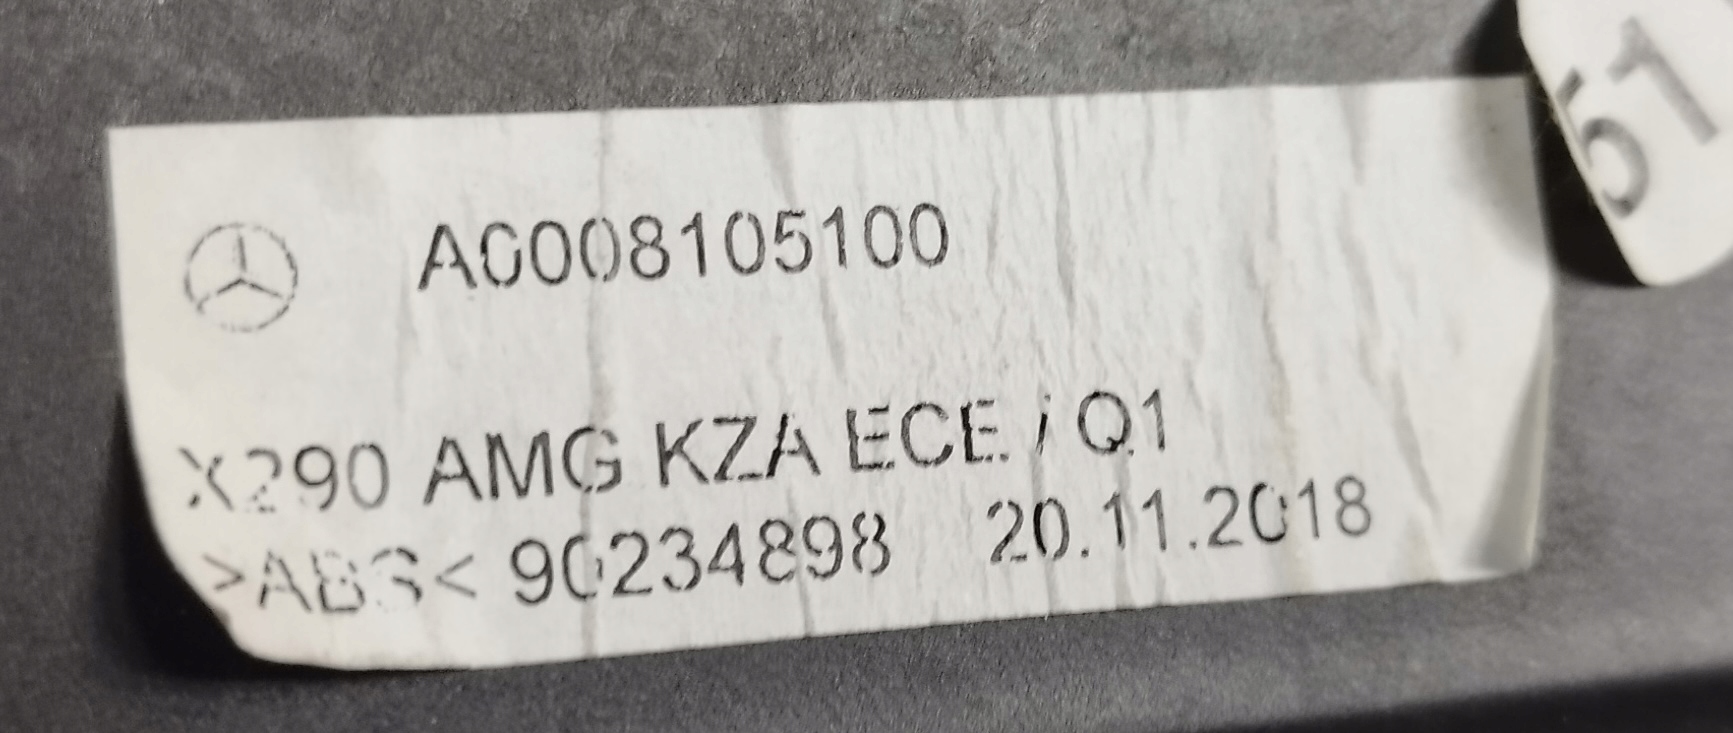 A0008105100
X290 AMG KZA ECE / Q1
>ABS< 90234898 20.11.2018
51